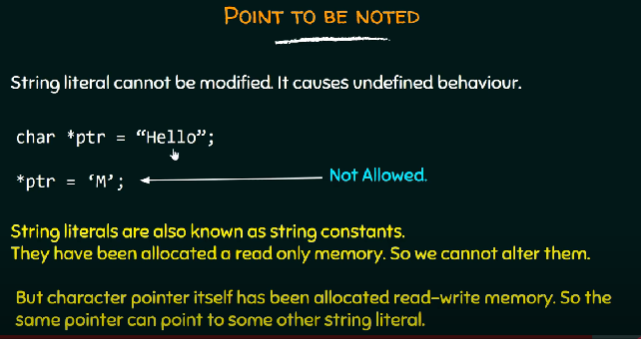 POINT TO BE NOTED
String literal cannot be modified. It causes undefined behaviour.
char *ptr = “Hello”;
*ptr = ‘M’; Not Allowed.
String literals are also known as string constants.
They have been allocated a read only memory. So we cannot alter them.
But character pointer itself has been allocated read-write memory. So the
same pointer can point to some other string literal.